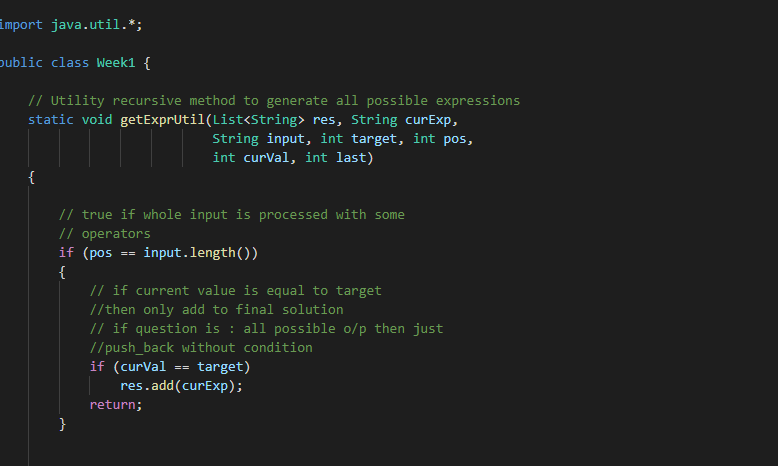 import java.util.*;
public class Week1 {
// Utility recursive method to generate all possible expressions
static void getExprUtil(List<String> res, String curExp,
String input, int target, int pos,
int curVal, int last)
{
// true if whole input is processed with some
// operators
if (pos == input.length())
{
// if current value is equal to target
//then only add to final solution
// if question is : all possible o/p then just
//push_back without condition
if (curVal == target)
res.add(curExp);
return;
}